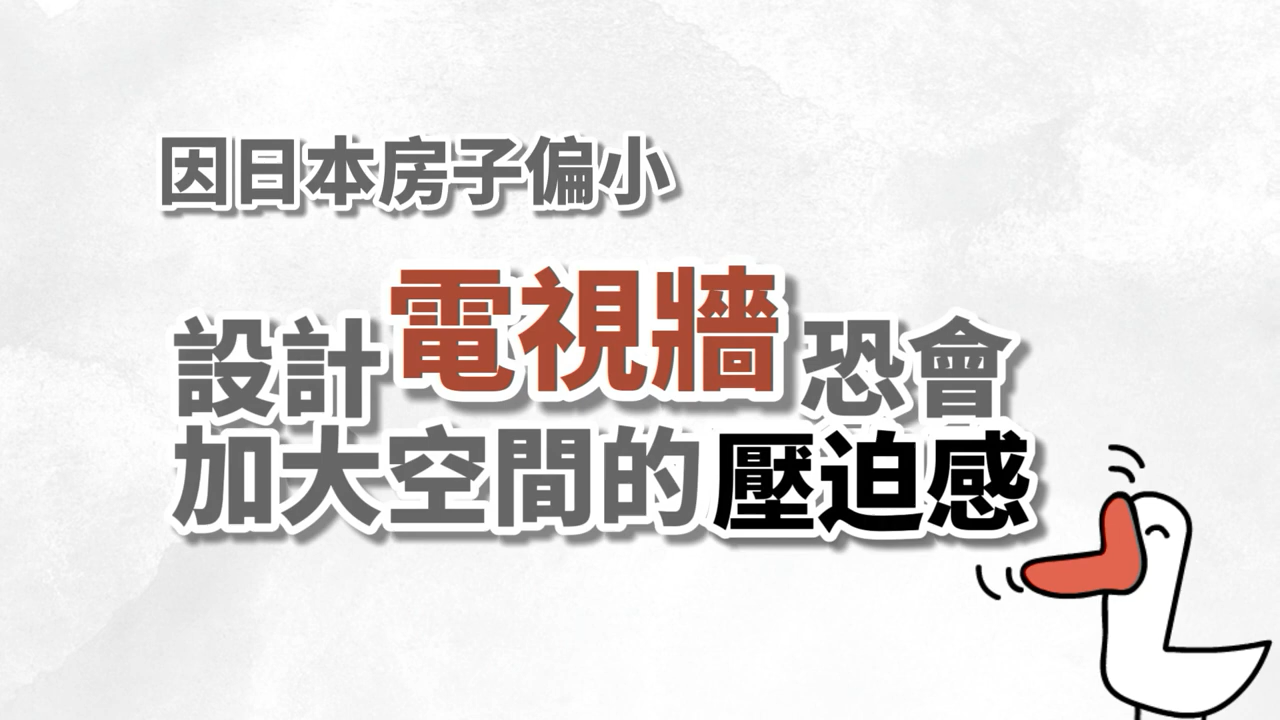 因日本房子偏小
設計電視牆恐會
加大空間的壓迫感